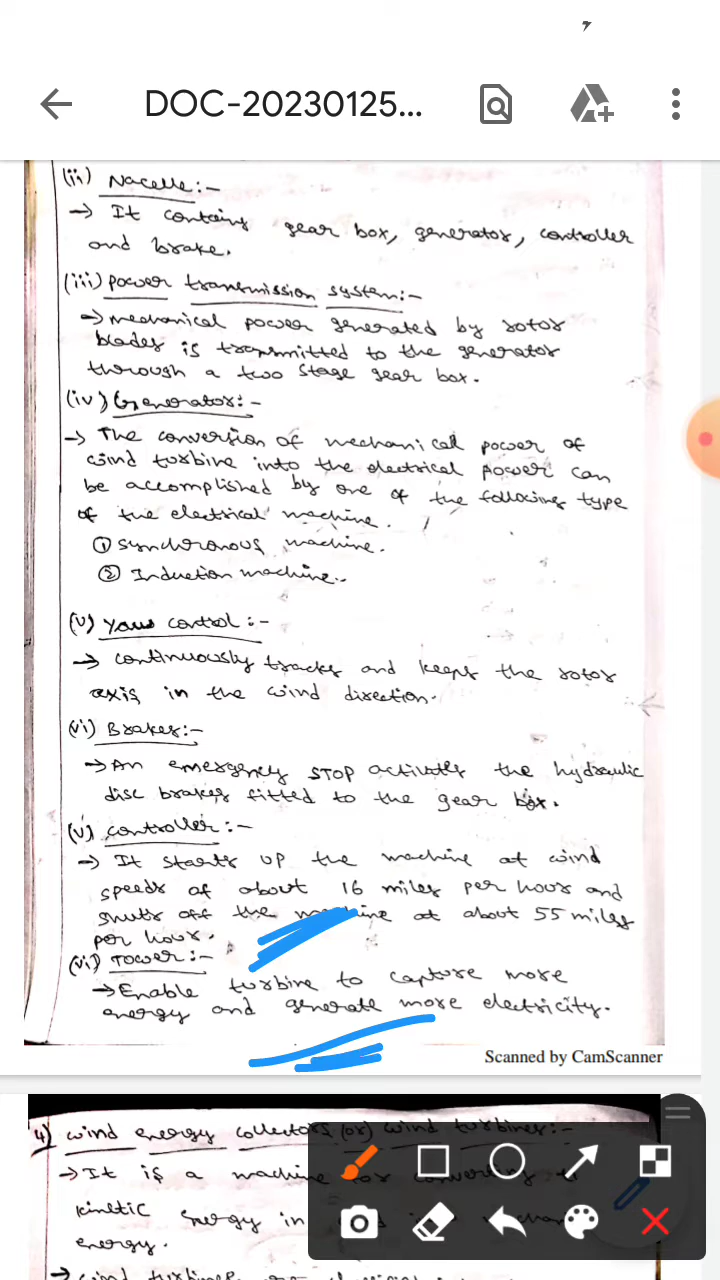 DOC-20230125...
(ii) Nacelle:-
→ It contains gear box, generator, controller
and brake.
(iii) power transmission system:-
→ mechanical power generated by rotor
blades is transmitted to the generator
through a two stage gear box.
(iv) Generator:-
→ The conversion of mechanical power of
wind turbine into the electrical power can
be accomplished by one of the following type
of the electrical machine.
① synchronous machine.
② Induction machine.
(v) Yaw control:-
→ continuously tracks and keeps the rotor
axis in the wind direction.
(vi) Brakes:-
→ An emergency STOP activates the hydraulic
disc brakes fitted to the gear box.
(v) controller:-
→ It starts up the machine at wind
speeds of about 16 miles per hour and
shuts off the machine at about 55 miles
per hour.
(vi) Tower:-
→ Enable turbine to capture more
energy and generate more electricity.
Scanned by CamScanner
4) wind energy collectors (or) wind turbines:-
→ It is a machine for converting
kinetic energy in
energy.
→ wind turbines